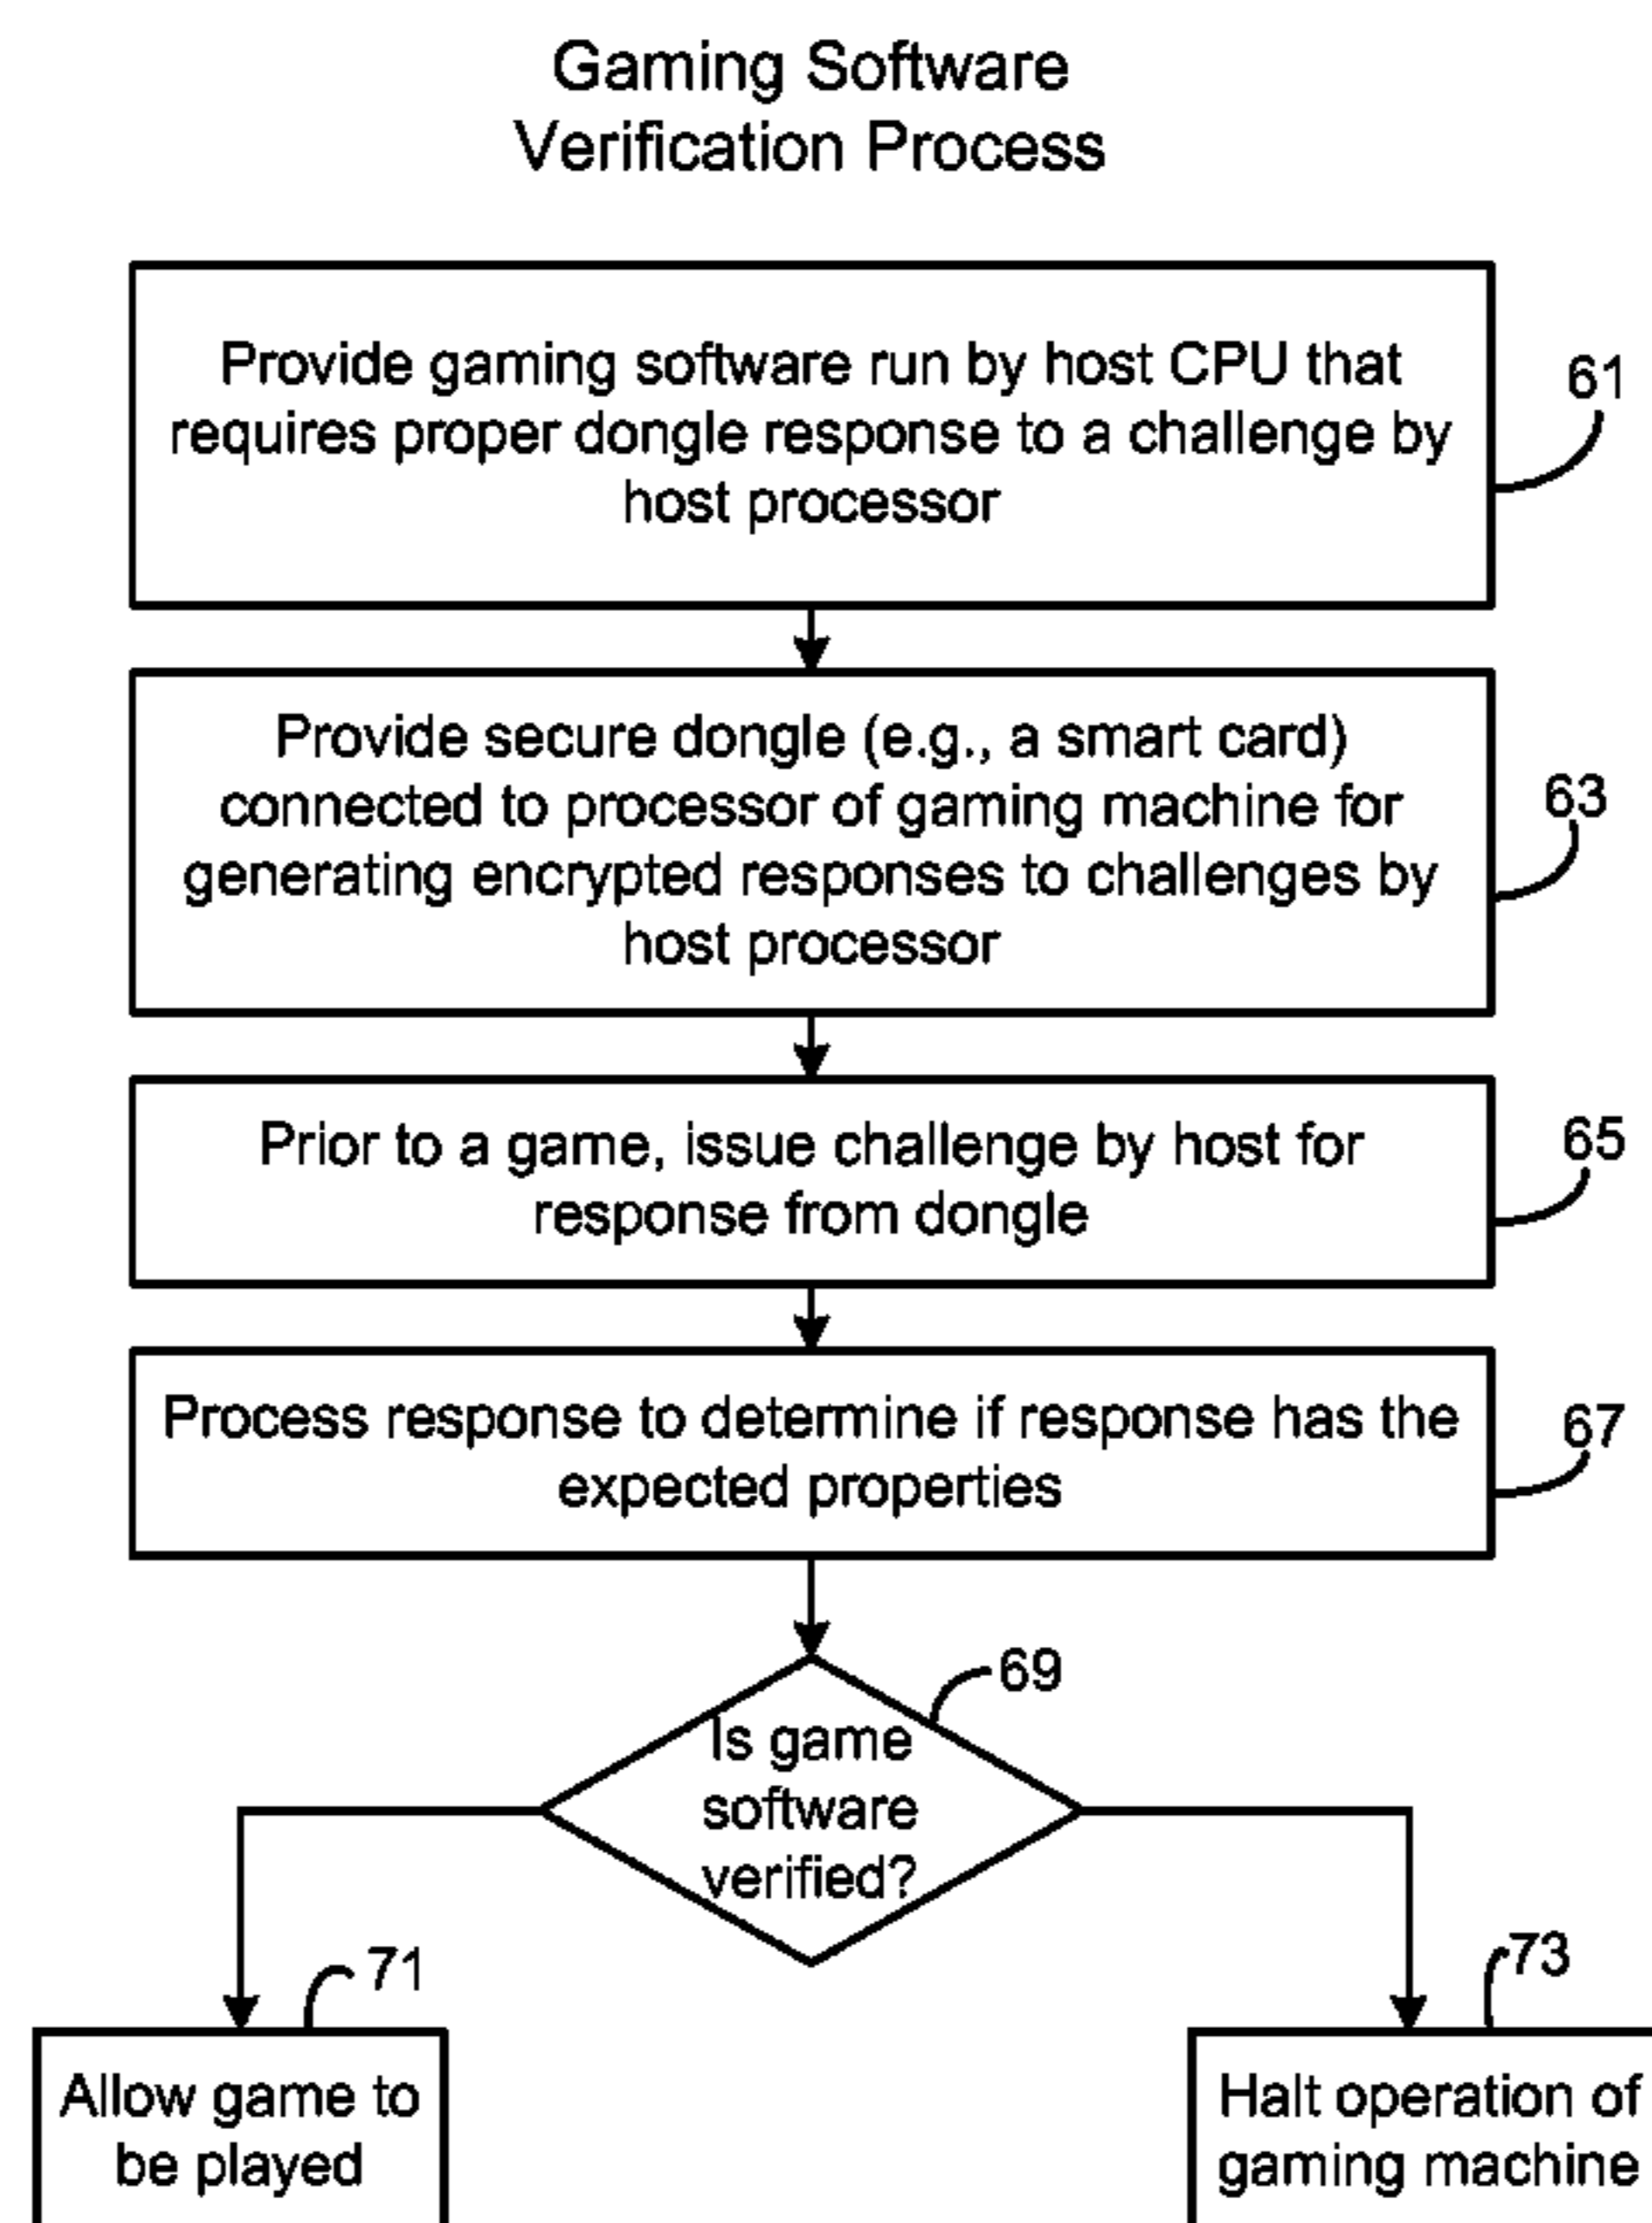 Gaming Software
Verification Process
Provide gaming software run by host CPU that
requires proper dongle response to a challenge by
host processor
61
Provide secure dongle (e.g., a smart card)
connected to processor of gaming machine for
generating encrypted responses to challenges by
host processor
63
Prior to a game, issue challenge by host for
response from dongle
65
Process response to determine if response has the
expected properties
67
69
Is game
software
verified?
71
Allow game to
be played
73
Halt operation of
gaming machine